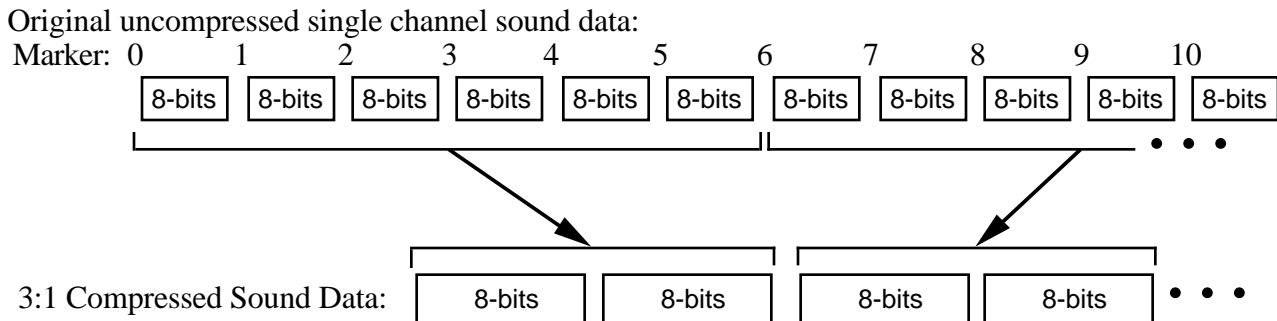 Original uncompressed single channel sound data:
Marker: 0 1 2 3 4 5 6 7 8 9 10
8-bits 8-bits 8-bits 8-bits 8-bits 8-bits 8-bits 8-bits 8-bits 8-bits 8-bits
3:1 Compressed Sound Data: 8-bits 8-bits 8-bits 8-bits